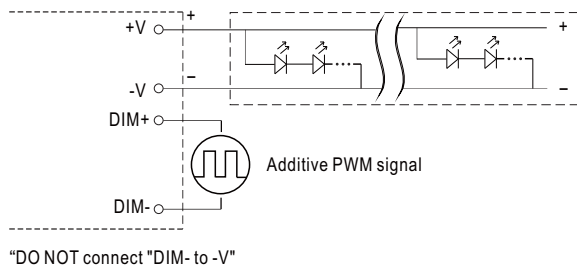 +V
+
-V
−
+
−
DIM+
Additive PWM signal
DIM-
“DO NOT connect "DIM- to -V"